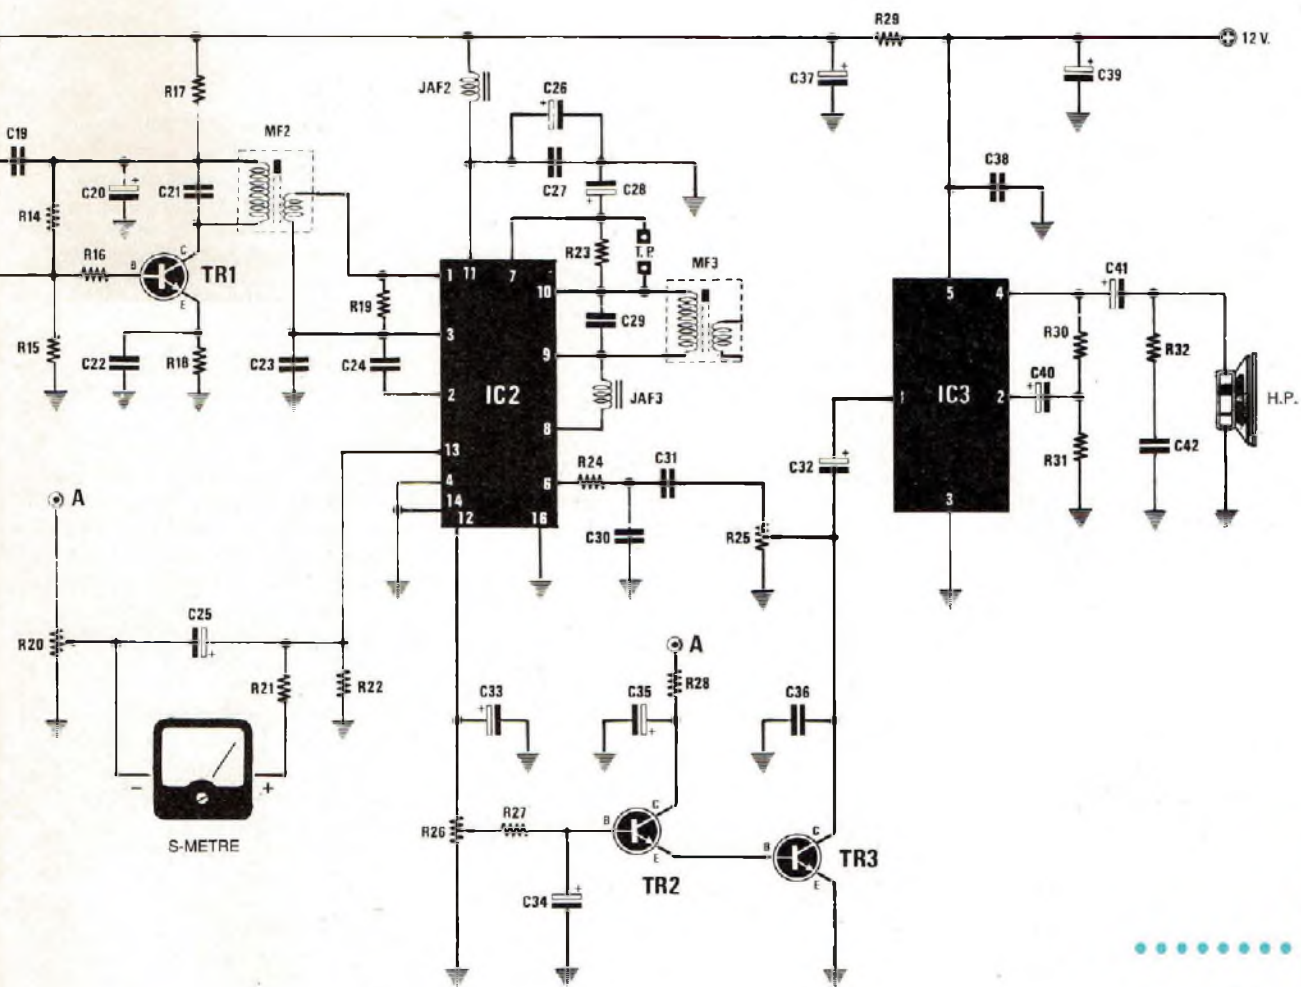 R29
12 V.
R17
JAF2
C26
C37
C39
C19
MF2
C20
C21
C27
C28
C38
R14
R16
B
C
E
TR1
R23
T.P.
MF3
1
11
7
10
C29
9
8
JAF3
R19
3
R15
C22
R18
C23
C24
2
IC2
13
4
14
12
6
16
R24
C31
C30
R25
5
4
C41
R30
R32
C40
1
IC3
2
H.P.
C32
R31
C42
3
A
R20
C25
R21
R22
-
+
S-METRE
C33
C35
A
R28
C36
R26
R27
B
C
E
TR2
C34
B
C
E
TR3